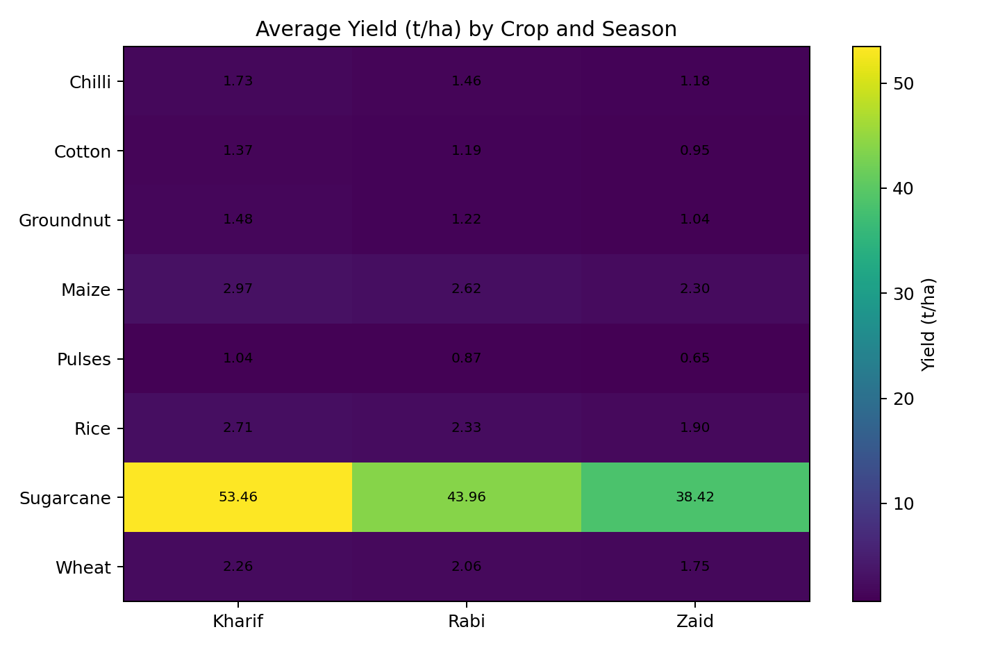 Average Yield (t/ha) by Crop and Season
Chilli 1.73 1.46 1.18
Cotton 1.37 1.19 0.95
Groundnut 1.48 1.22 1.04
Maize 2.97 2.62 2.30
Pulses 1.04 0.87 0.65
Rice 2.71 2.33 1.90
Sugarcane 53.46 43.96 38.42
Wheat 2.26 2.06 1.75
Kharif Rabi Zaid
50
40
30
20
10
Yield (t/ha)